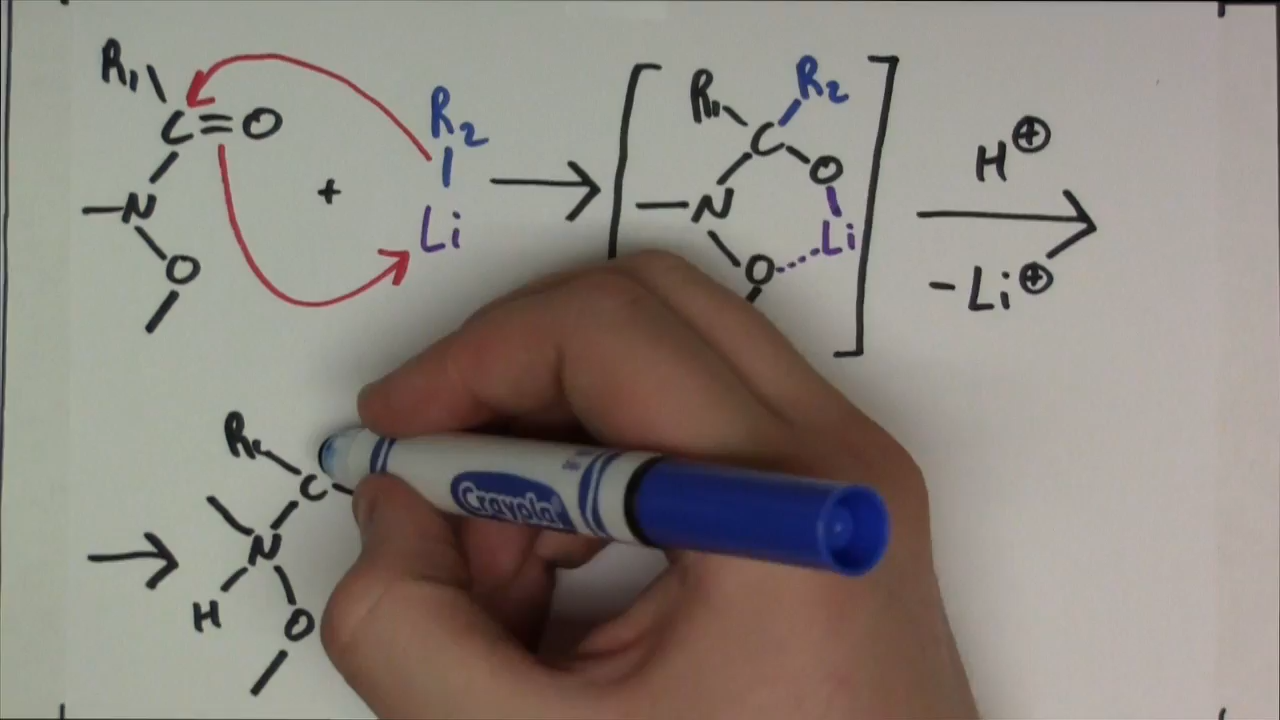 R₁
C=O
N
O
+
R₂
Li
R₁
R₂
C
O
N
Li
O
H⊕
-Li⊕
R₁
C
N
H
O
Crayola